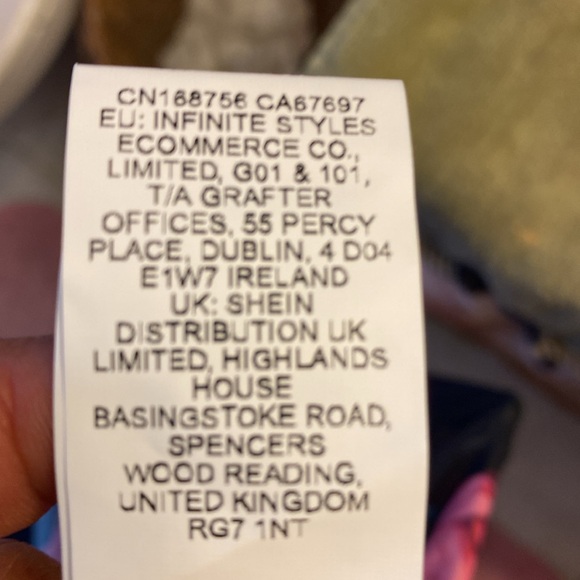 CN168756 CA67697
EU: INFINITE STYLES
ECOMMERCE CO.,
LIMITED, G01 & 101,
T/A GRAFTER
OFFICES, 55 PERCY
PLACE, DUBLIN, 4 D04
E1W7 IRELAND
UK: SHEIN
DISTRIBUTION UK
LIMITED, HIGHLANDS
HOUSE
BASINGSTOKE ROAD,
SPENCERS
WOOD READING,
UNITED KINGDOM
RG7 1NT